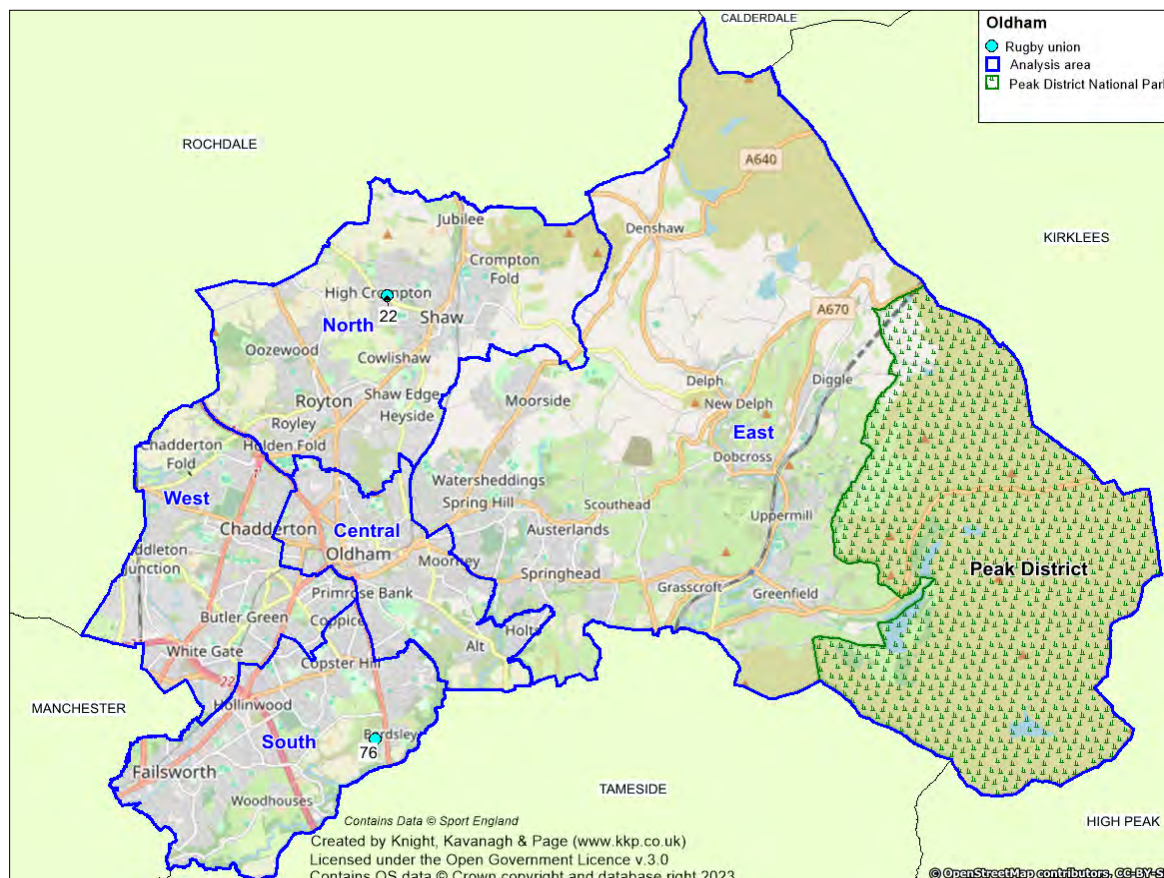 CALDERDALE
Oldham
Rugby union
Analysis area
Peak District National Park
ROCHDALE
A640
Jubilee
Denshaw
KIRKLEES
Crompton
Fold
High Crompton
22
North
Shaw
A670
Oozewood
Cowlishaw
Delph
Diggle
Royton
Shaw Edge
Moorside
New Delph
Heyside
Royley
East
Chadderton
Fold
Holden Fold
Dobcross
Watersheddings
West
Spring Hill
Scouthead
Uppermill
Chadderton
Central
Austerlands
Oldham
Junction
Springhead
Peak District
Primrose Bank
Grasscroft
Greenfield
Butler Green
Coppice
Holts
Alt
White Gate
Copster Hill
22
Hollinwood
MANCHESTER
South
Bardsley
76
Failsworth
TAMESIDE
Woodhouses
HIGH PEAK
Contains Data © Sport England
Created by Knight, Kavanagh & Page (www.kkp.co.uk)
Licensed under the Open Government Licence v.3.0
Contains OS data © Crown copyright and database right 2023
© OpenStreetMap contributors, CC-BY-S